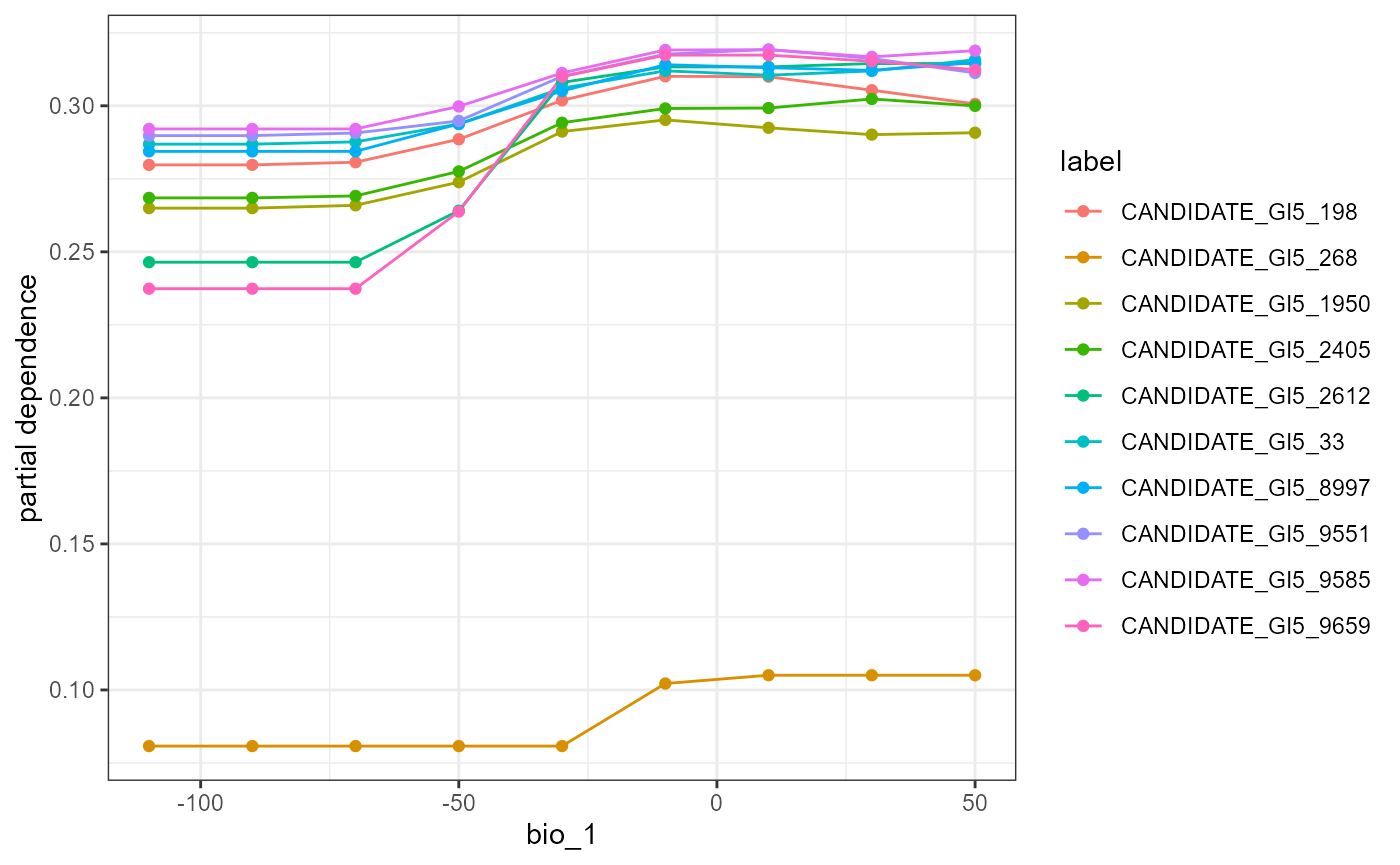 partial dependence
0.30
0.25
0.20
0.15
0.10
-100
-50
0
50
bio_1
label
CANDIDATE_GI5_198
CANDIDATE_GI5_268
CANDIDATE_GI5_1950
CANDIDATE_GI5_2405
CANDIDATE_GI5_2612
CANDIDATE_GI5_33
CANDIDATE_GI5_8997
CANDIDATE_GI5_9551
CANDIDATE_GI5_9585
CANDIDATE_GI5_9659